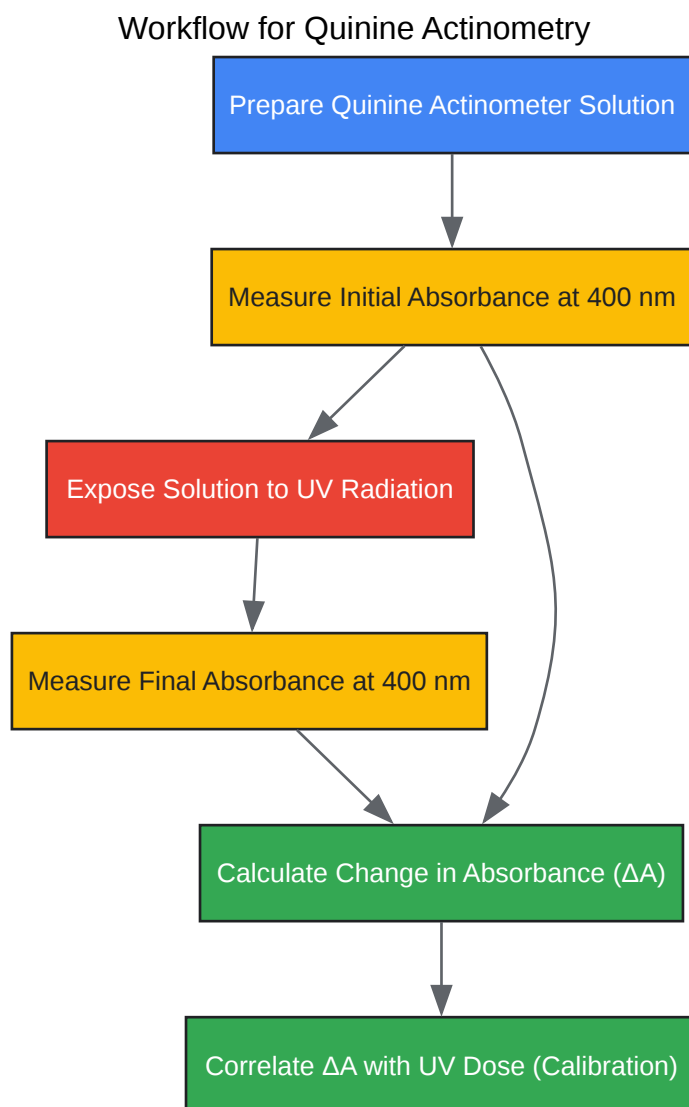 Workflow for Quinine Actinometry
Prepare Quinine Actinometer Solution
Measure Initial Absorbance at 400 nm
Expose Solution to UV Radiation
Measure Final Absorbance at 400 nm
Calculate Change in Absorbance (ΔA)
Correlate ΔA with UV Dose (Calibration)